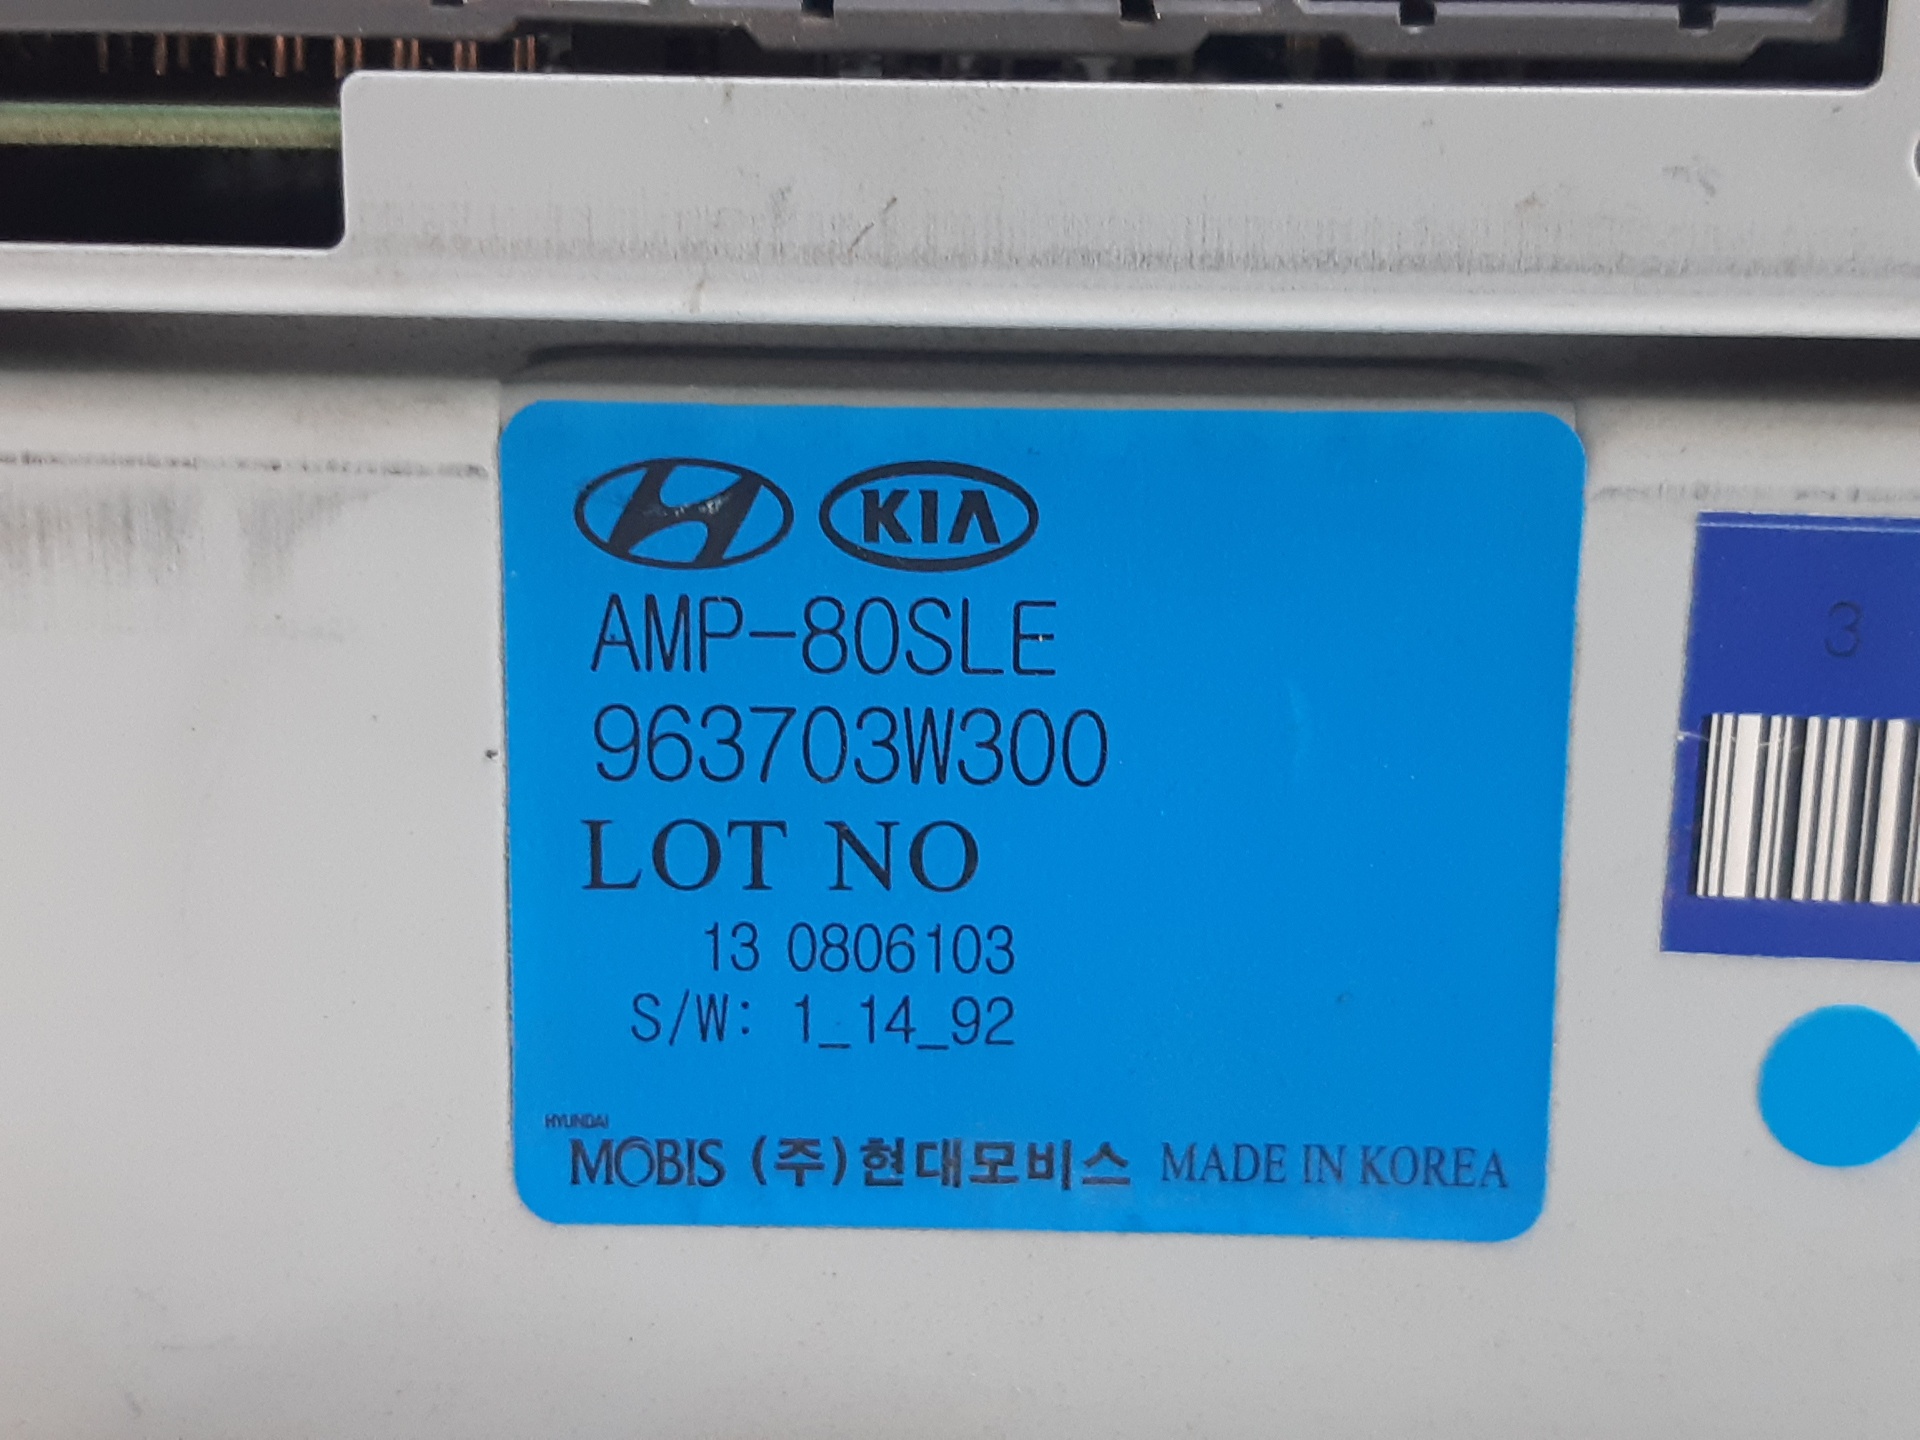 KIA
AMP-80SLE
963703W300
LOT NO
13 0806103
S/W: 1_14_92
HYUNDAI
MOBIS (주)현대모비스 MADE IN KOREA
3